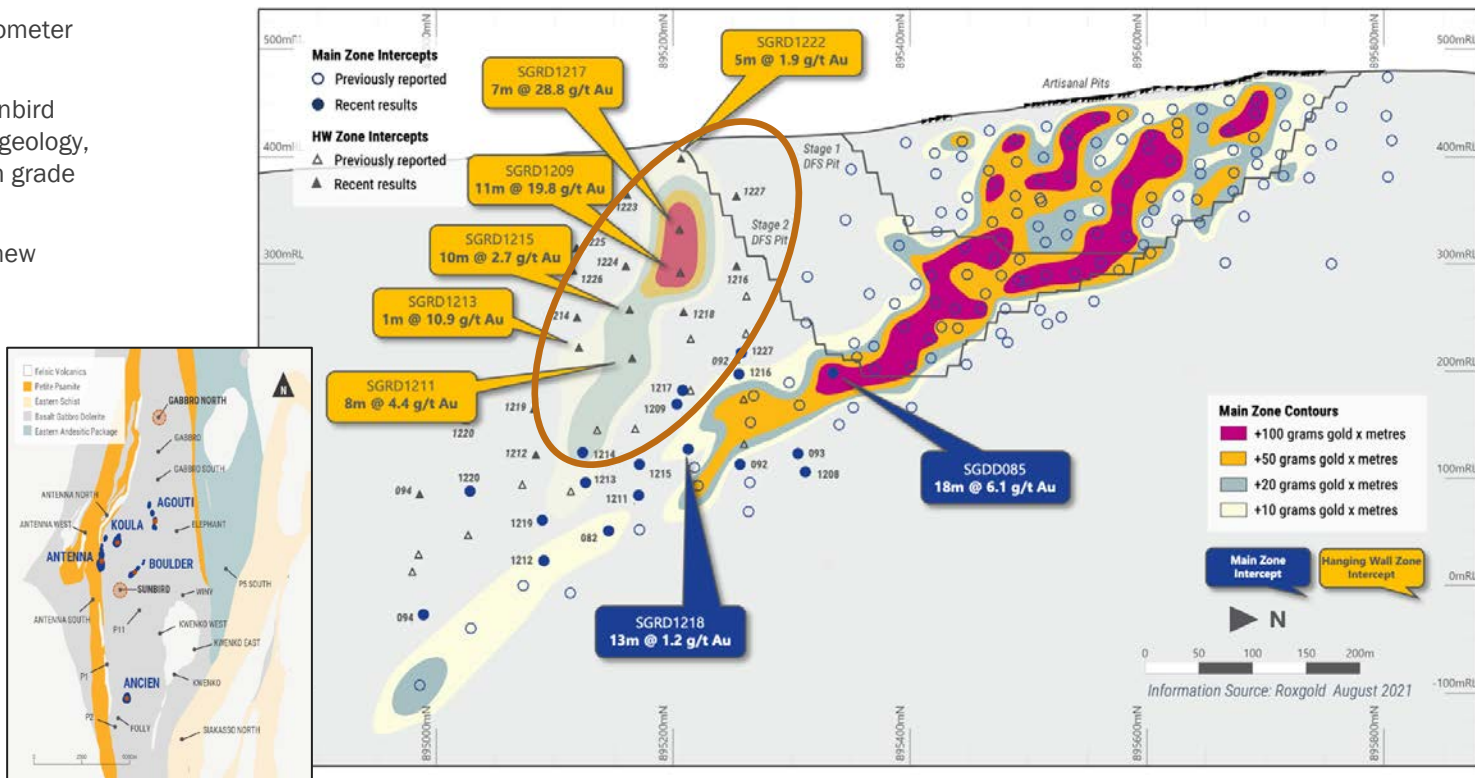 ometer
nbird
geology,
n grade
new
500mRL
500mRL
400mRL
400mRL
300mRL
300mRL
200mRL
100mRL
0mRL
-100mRL
895200mN
895400mN
895600mN
895800mN
Main Zone Intercepts
Previously reported
Recent results
HW Zone Intercepts
Previously reported
Recent results
SGRD1222
5m @ 1.9 g/t Au
SGRD1217
7m @ 28.8 g/t Au
SGRD1209
11m @ 19.8 g/t Au
SGRD1215
10m @ 2.7 g/t Au
SGRD1213
1m @ 10.9 g/t Au
SGRD1211
8m @ 4.4 g/t Au
Artisanal Pits
Stage 1
DFS Pit
Stage 2
DFS Pit
1223
1227
1224
1226
1216
1218
1227
092
1216
1217
1209
1219
1220
1212
1214
1215
092
093
1208
094
1220
1213
1211
1219
082
1212
094
SGDD085
18m @ 6.1 g/t Au
SGRD1218
13m @ 1.2 g/t Au
Main Zone Contours
+100 grams gold x metres
+50 grams gold x metres
+20 grams gold x metres
+10 grams gold x metres
Main Zone
Intercept
Hanging Wall Zone
Intercept
N
0 50 100 150 200m
Information Source: Roxgold August 2021
895000mN
895200mN
895400mN
895600mN
895800mN
Felsic Volcanics
Eastern Schist
Basalt Gabbro Dolerite
Eastern Andesitic Package
N
GABBRO NORTH
GABBRO
GABBRO SOUTH
ANTENNA NORTH
AGOUTI
ANTENNA WEST
KOULA
ELEPHANT
ANTENNA
BOULDER
P5 SOUTH
SUNBIRD
WINY
ANTENNA SOUTH
P11
KWENKO WEST
KWENKO EAST
P1
KWENKO
ANCIEN
P2
FOLLY
SIAKASSO NORTH